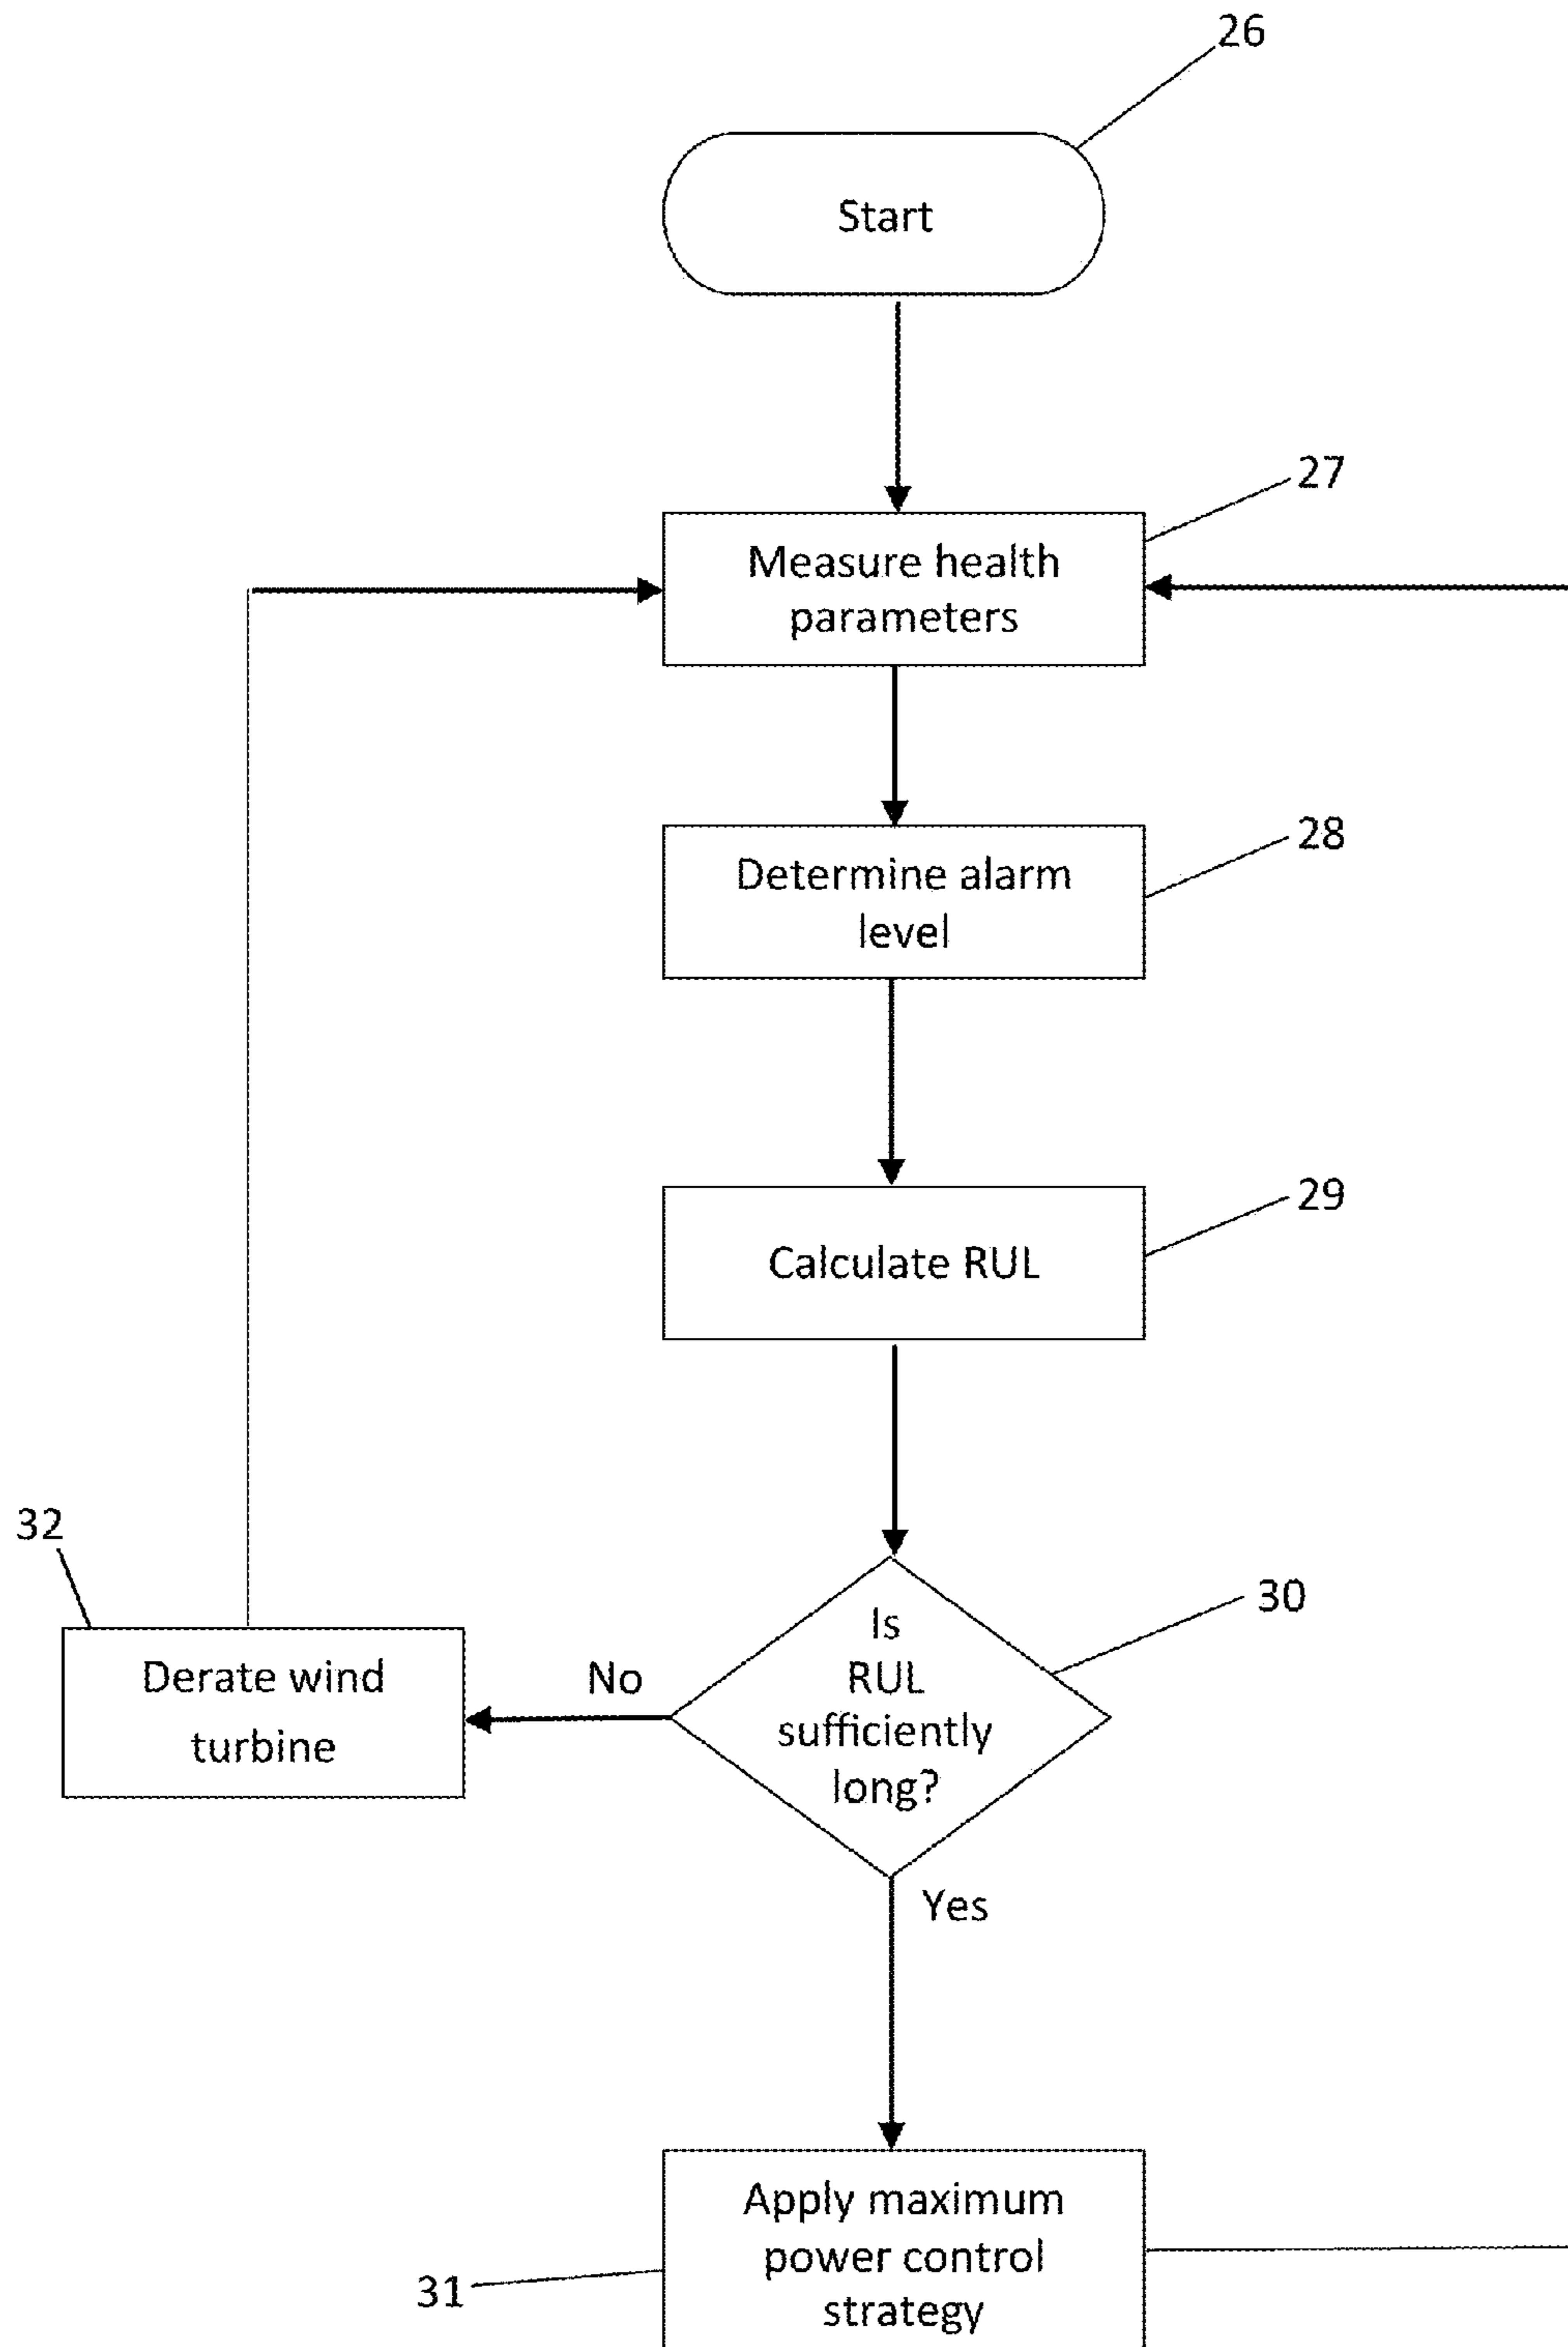 26
Start
27
Measure health
parameters
28
Determine alarm
level
29
Calculate RUL
32
30
Is
RUL
sufficiently
long?
Derate wind
turbine
No
Yes
Apply maximum
power control
strategy
31